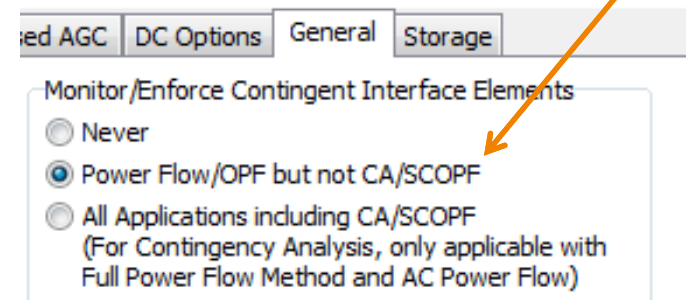 sed AGC DC Options General Storage
Monitor/Enforce Contingent Interface Elements
Never
Power Flow/OPF but not CA/SCOPF
All Applications including CA/SCOPF
(For Contingency Analysis, only applicable with
Full Power Flow Method and AC Power Flow)